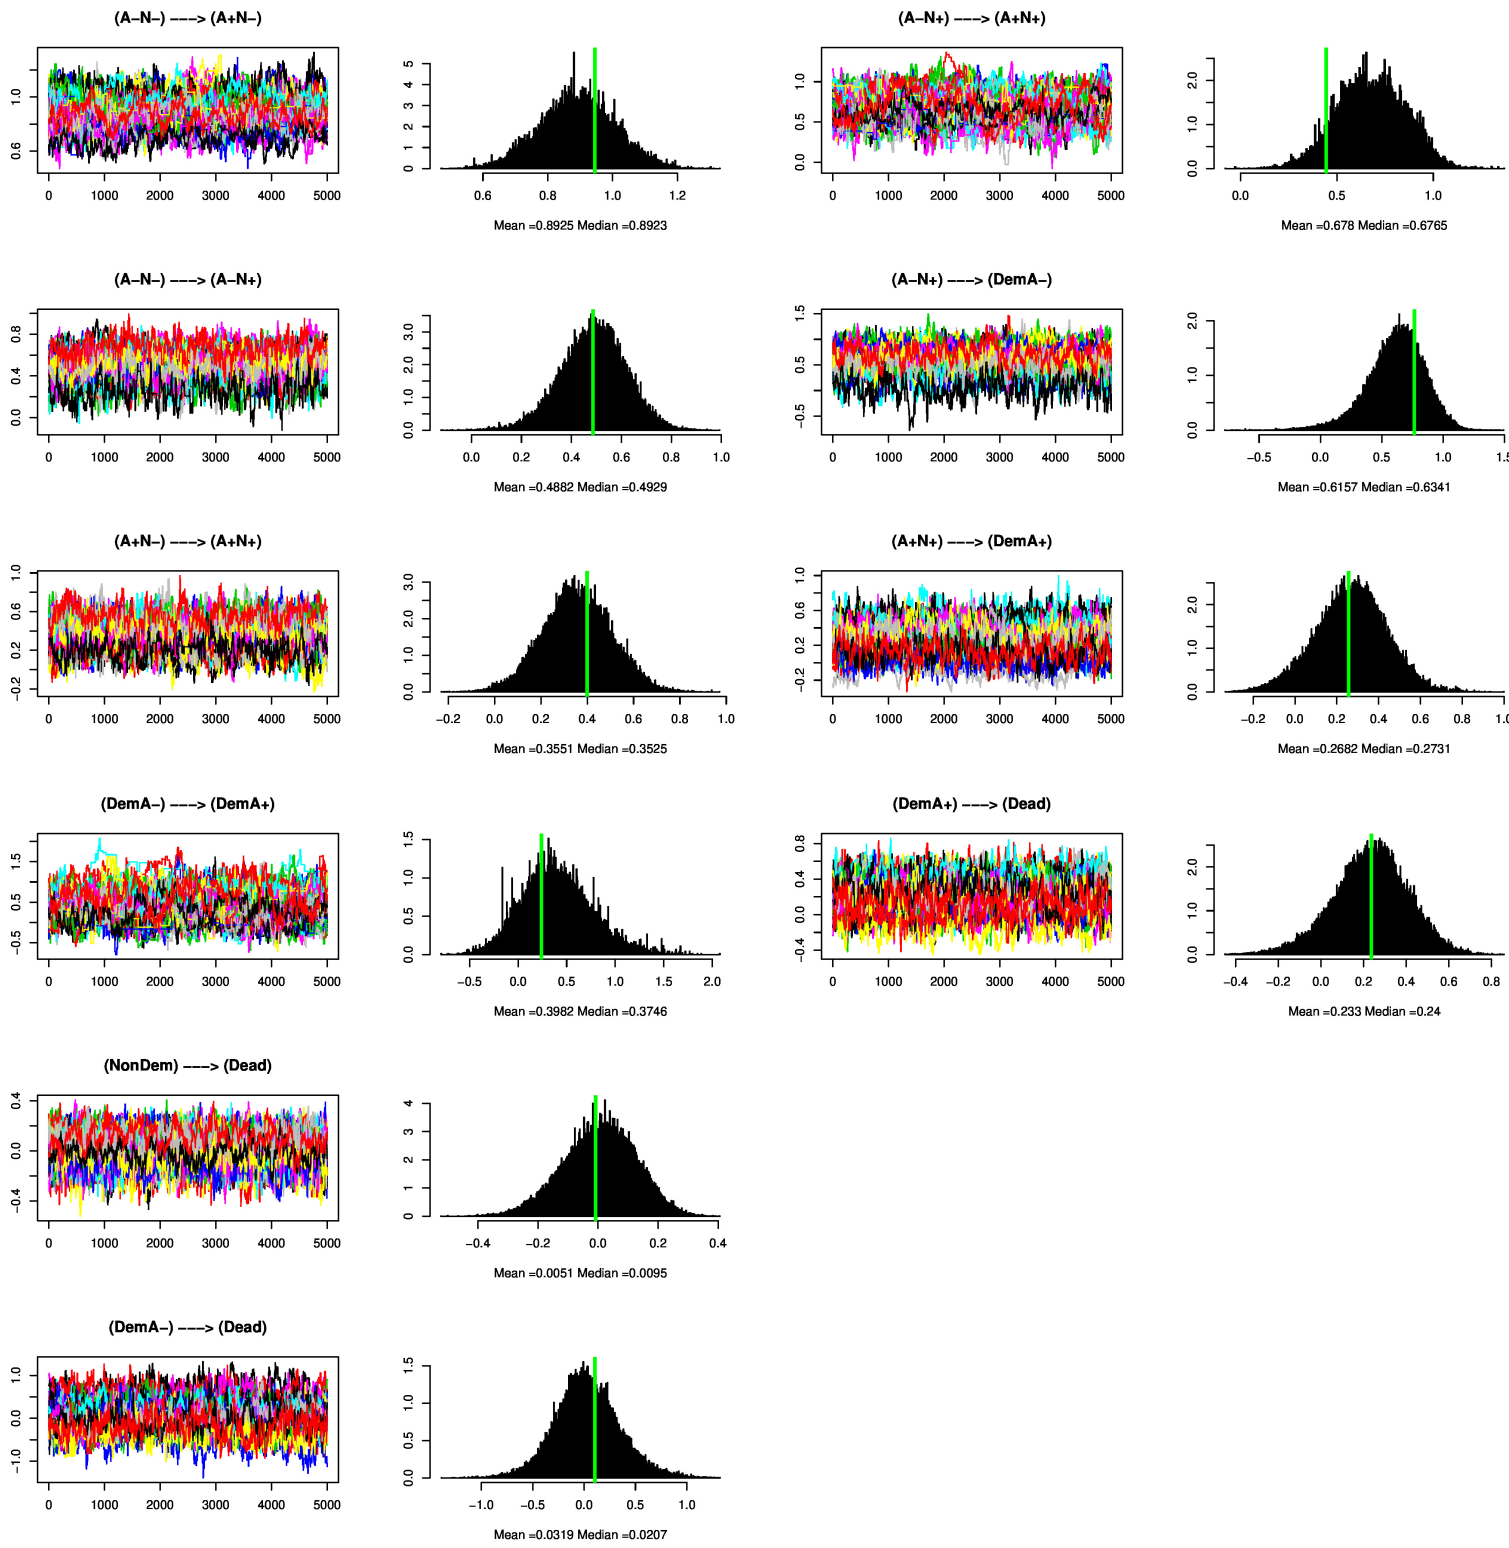 (A−N−) −−−> (A+N−)
0.6 1.0
0 1000 2000 3000 4000 5000
0 1 2 3 4 5
0.6 0.8 1.0 1.2
Mean =0.8925 Median =0.8923
(A−N+) −−−> (A+N+)
0.0 0.5 1.0
0 1000 2000 3000 4000 5000
0.0 1.0 2.0
0.0 0.5 1.0
Mean =0.678 Median =0.6765
(A−N−) −−−> (A−N+)
0.0 0.4 0.8
0 1000 2000 3000 4000 5000
0.0 1.0 2.0 3.0
0.0 0.2 0.4 0.6 0.8 1.0
Mean =0.4882 Median =0.4929
(A−N+) −−−> (DemA−)
−0.5 0.5 1.5
0 1000 2000 3000 4000 5000
0.0 1.0 2.0
−0.5 0.0 0.5 1.0 1.5
Mean =0.6157 Median =0.6341
(A+N−) −−−> (A+N+)
−0.2 0.2 0.6 1.0
0 1000 2000 3000 4000 5000
0.0 1.0 2.0 3.0
−0.2 0.0 0.2 0.4 0.6 0.8 1.0
Mean =0.3551 Median =0.3525
(A+N+) −−−> (DemA+)
−0.2 0.2 0.6 1.0
0 1000 2000 3000 4000 5000
0.0 1.0 2.0
−0.2 0.0 0.2 0.4 0.6 0.8 1.0
Mean =0.2682 Median =0.2731
(DemA−) −−−> (DemA+)
−0.5 0.5 1.5
0 1000 2000 3000 4000 5000
0.0 0.5 1.0 1.5
−0.5 0.0 0.5 1.0 1.5 2.0
Mean =0.3982 Median =0.3746
(DemA+) −−−> (Dead)
−0.4 0.0 0.4 0.8
0 1000 2000 3000 4000 5000
0.0 1.0 2.0
−0.4 −0.2 0.0 0.2 0.4 0.6 0.8
Mean =0.233 Median =0.24
(NonDem) −−−> (Dead)
−0.4 0.0 0.4
0 1000 2000 3000 4000 5000
0 1 2 3 4
−0.4 −0.2 0.0 0.2 0.4
Mean =0.0051 Median =0.0095
(DemA−) −−−> (Dead)
−1.0 0.0 1.0
0 1000 2000 3000 4000 5000
0.0 0.5 1.0 1.5
−1.0 −0.5 0.0 0.5 1.0
Mean =0.0319 Median =0.0207